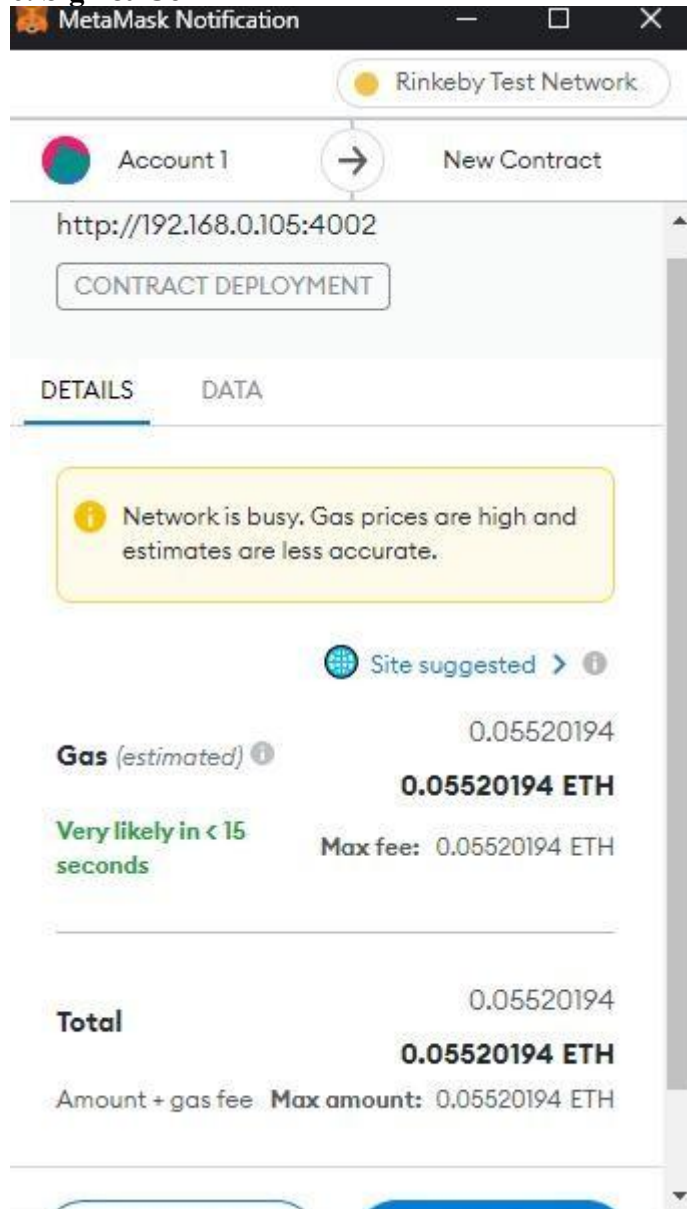 MetaMask Notification
Rinkeby Test Network
Account 1
New Contract
http://192.168.0.105:4002
CONTRACT DEPLOYMENT
DETAILS DATA
Network is busy. Gas prices are high and
estimates are less accurate.
Site suggested
0.05520194
Gas (estimated)
0.05520194 ETH
Very likely in < 15
seconds
Max fee: 0.05520194 ETH
0.05520194
Total
0.05520194 ETH
Amount + gas fee Max amount: 0.05520194 ETH